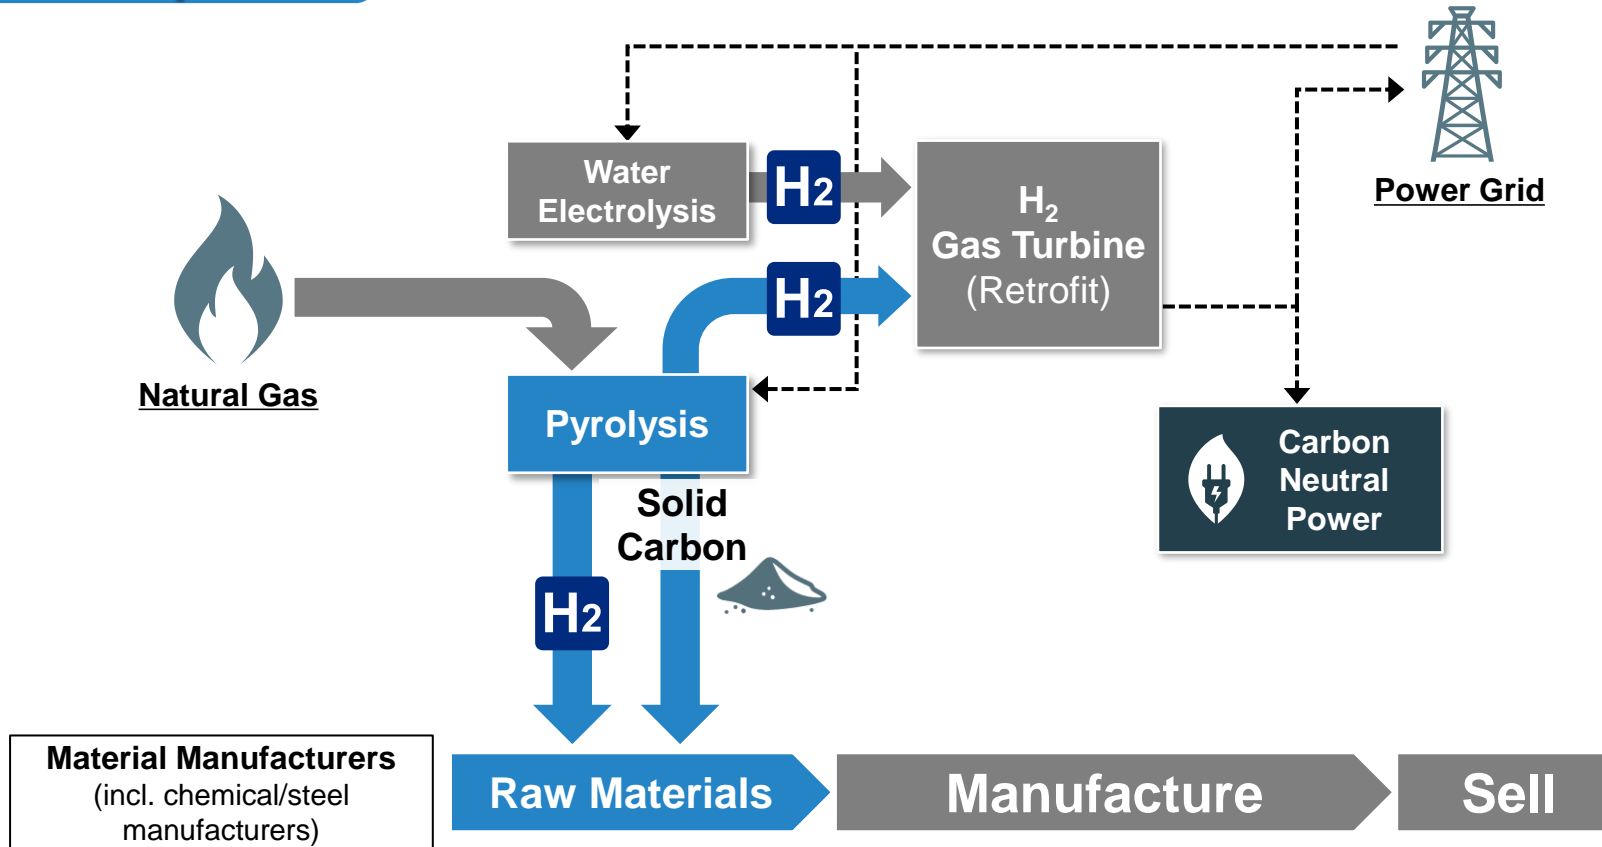 Power Grid
Water
Electrolysis
H2
H₂
Gas Turbine
(Retrofit)
H2
Natural Gas
Pyrolysis
Carbon
Neutral
Power
Solid
Carbon
H2
Material Manufacturers
(incl. chemical/steel
manufacturers)
Raw Materials
Manufacture
Sell